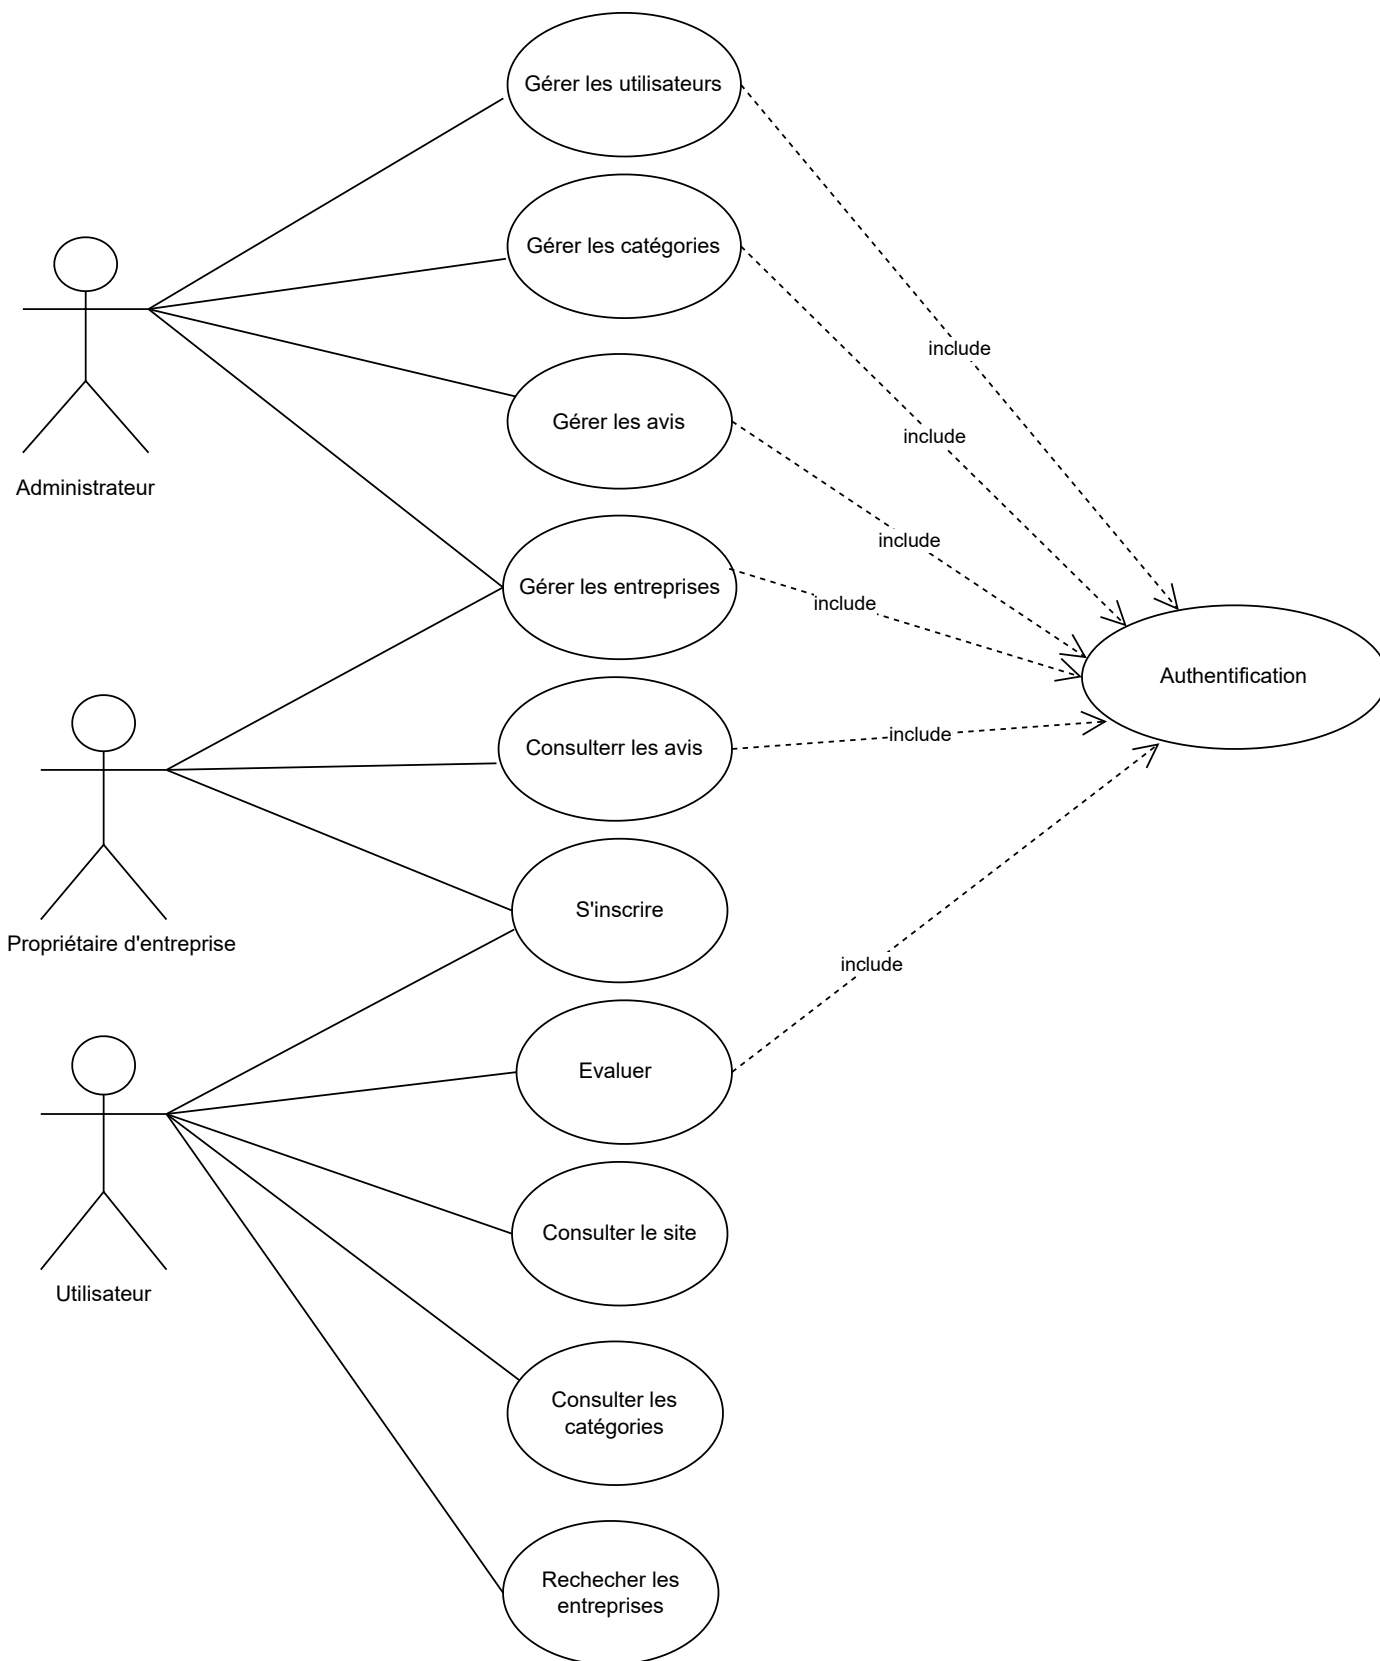 Gérer les utilisateurs
Gérer les catégories
include
Gérer les avis
include
Administrateur
include
Gérer les entreprises
include
Authentification
Consulterr les avis
include
S'inscrire
Propriétaire d'entreprise
include
Evaluer
Consulter le site
Utilisateur
Consulter les
catégories
Rechecher les
entreprises